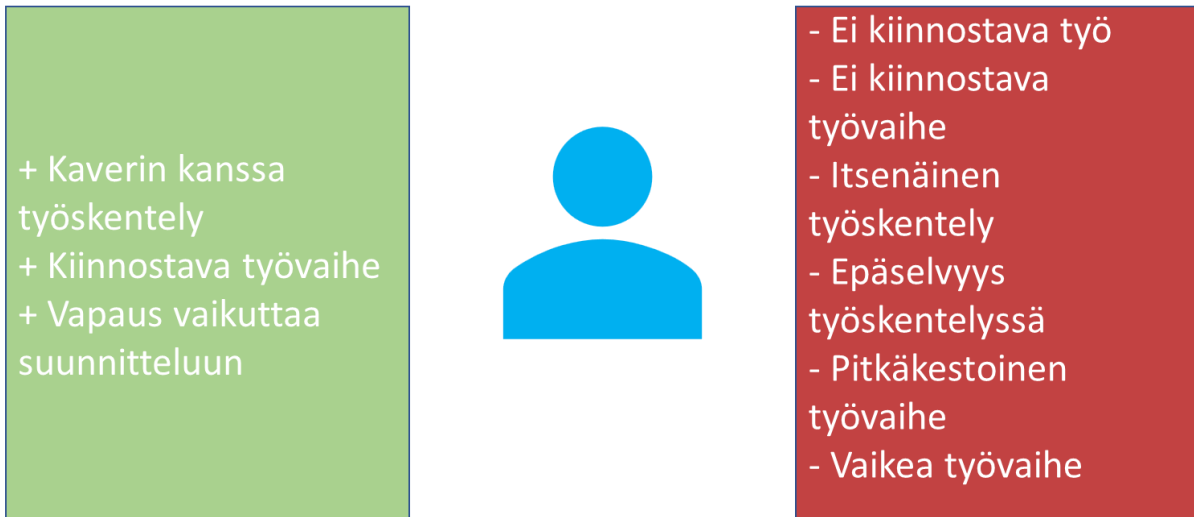 + Kaverin kanssa
työskentely
+ Kiinnostava työvaihe
+ Vapaus vaikuttaa
suunnitteluun
- Ei kiinnostava työ
- Ei kiinnostava
työvaihe
- Itsenäinen
työskentely
- Epäselvyys
työskentelyssä
- Pitkäkestoinen
työvaihe
- Vaikea työvaihe